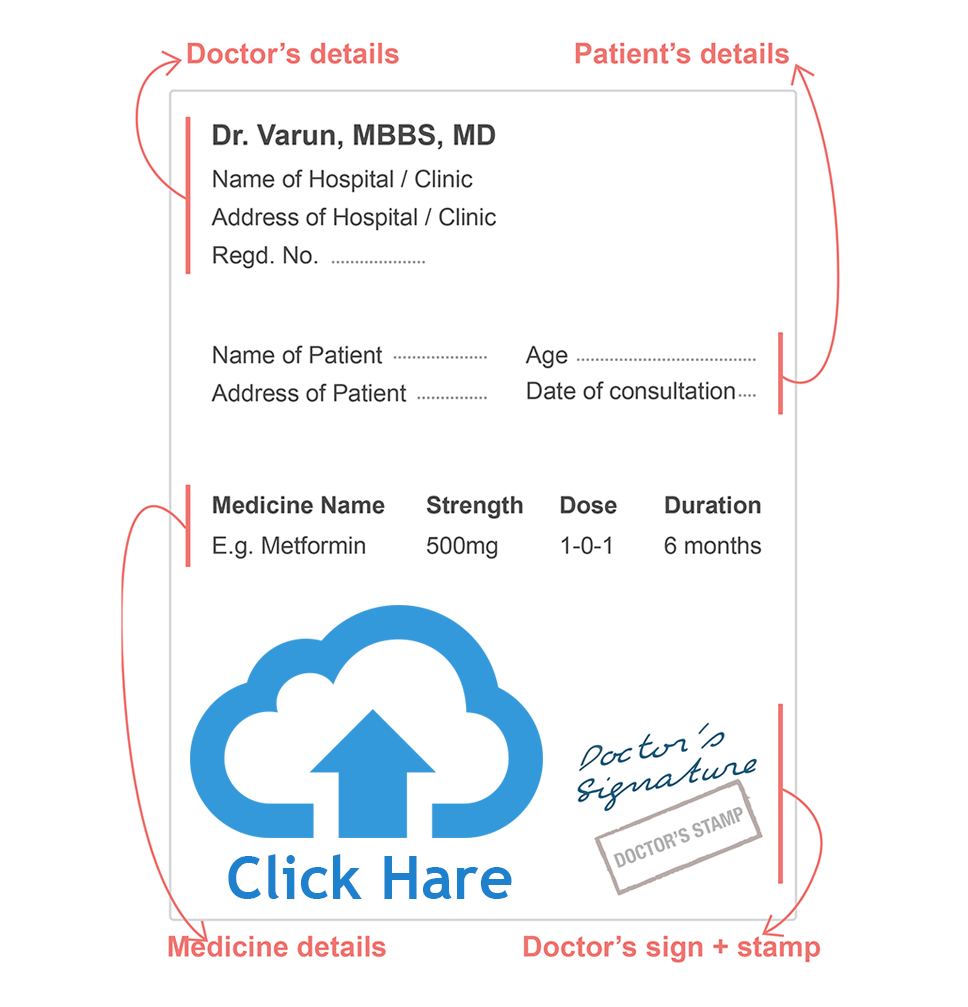 Doctor’s details
Patient’s details
Dr. Varun, MBBS, MD
Name of Hospital / Clinic
Address of Hospital / Clinic
Regd. No. .....................
Name of Patient ..................... Age ........................................
Address of Patient ................ Date of consultation....
Medicine Name Strength Dose Duration
E.g. Metformin 500mg 1-0-1 6 months
Doctor's
Signature
DOCTOR'S STAMP
Click Hare
Medicine details
Doctor’s sign + stamp